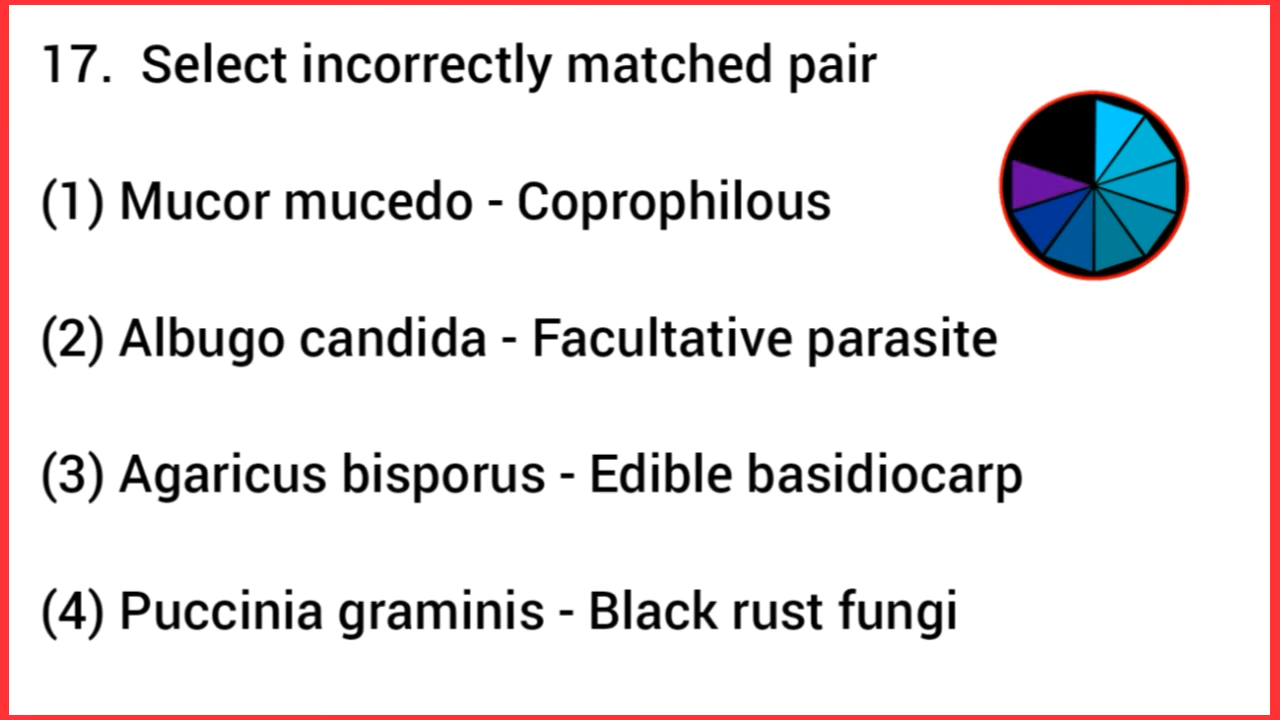 17. Select incorrectly matched pair
(1) Mucor mucedo - Coprophilous
(2) Albugo candida - Facultative parasite
(3) Agaricus bisporus - Edible basidiocarp
(4) Puccinia graminis - Black rust fungi